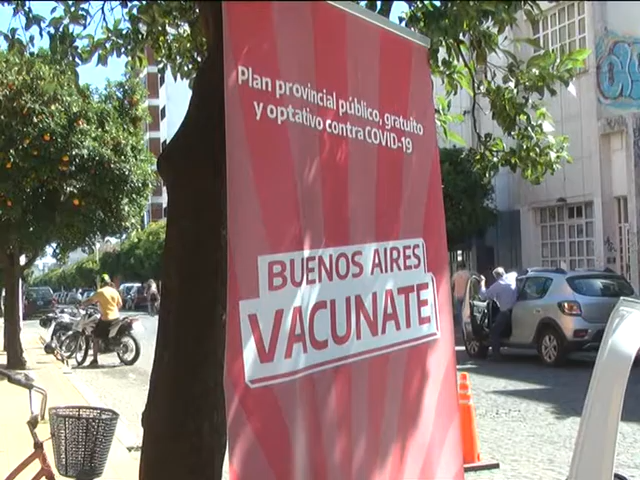 Plan provincial público, gratuito
y optativo contra COVID-19
BUENOS AIRES
VACUNATE